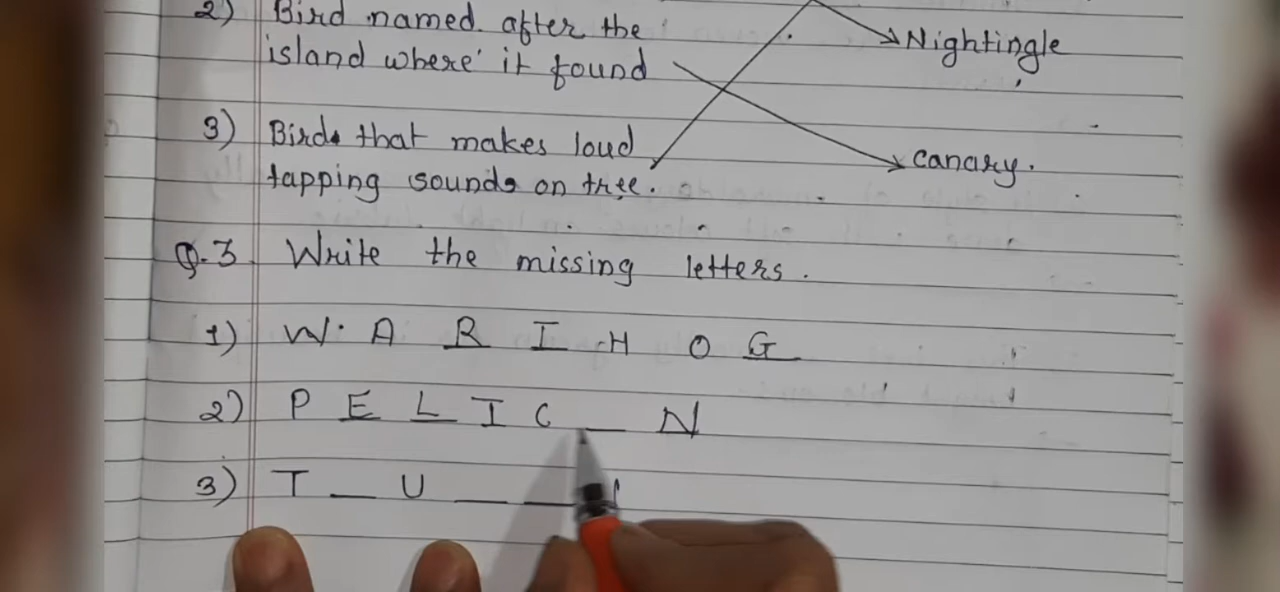 2) Bird named after the
island where it found
Nightingle
3) Bird that makes loud
tapping sounds on tree.
canary.
Q.3 Write the missing letters.
1) W A R I H O G
2) P E L I C _ N
3) T _ U _ _